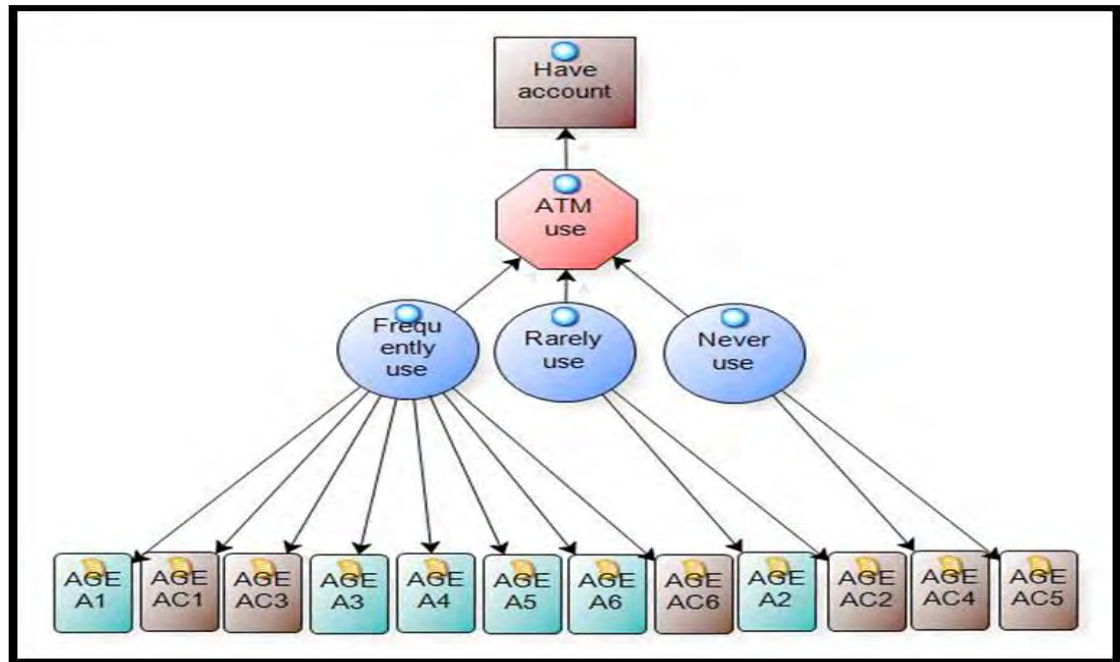 Have
account
ATM
use
Frequ
ently
use
Rarely
use
Never
use
AGE
A1
AGE
AC1
AGE
AC3
AGE
A3
AGE
A4
AGE
A5
AGE
A6
AGE
AC6
AGE
A2
AGE
AC2
AGE
AC4
AGE
AC5